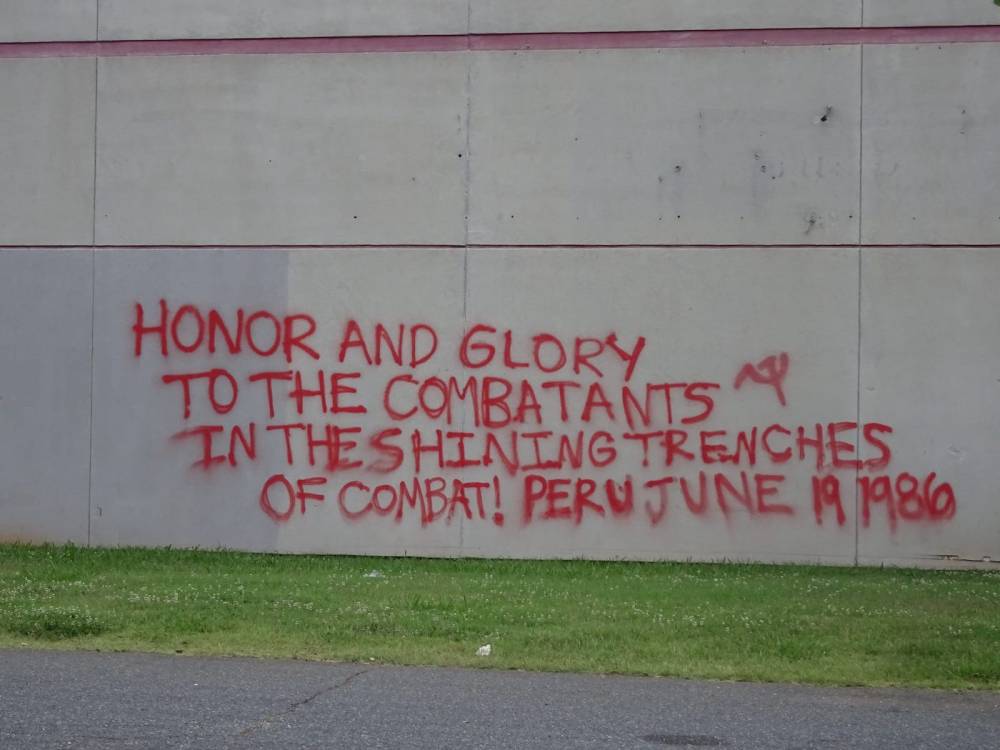 HONOR AND GLORY
TO THE COMBATANTS
IN THE SHINING TRENCHES
OF COMBAT! PERU JUNE 19 1986